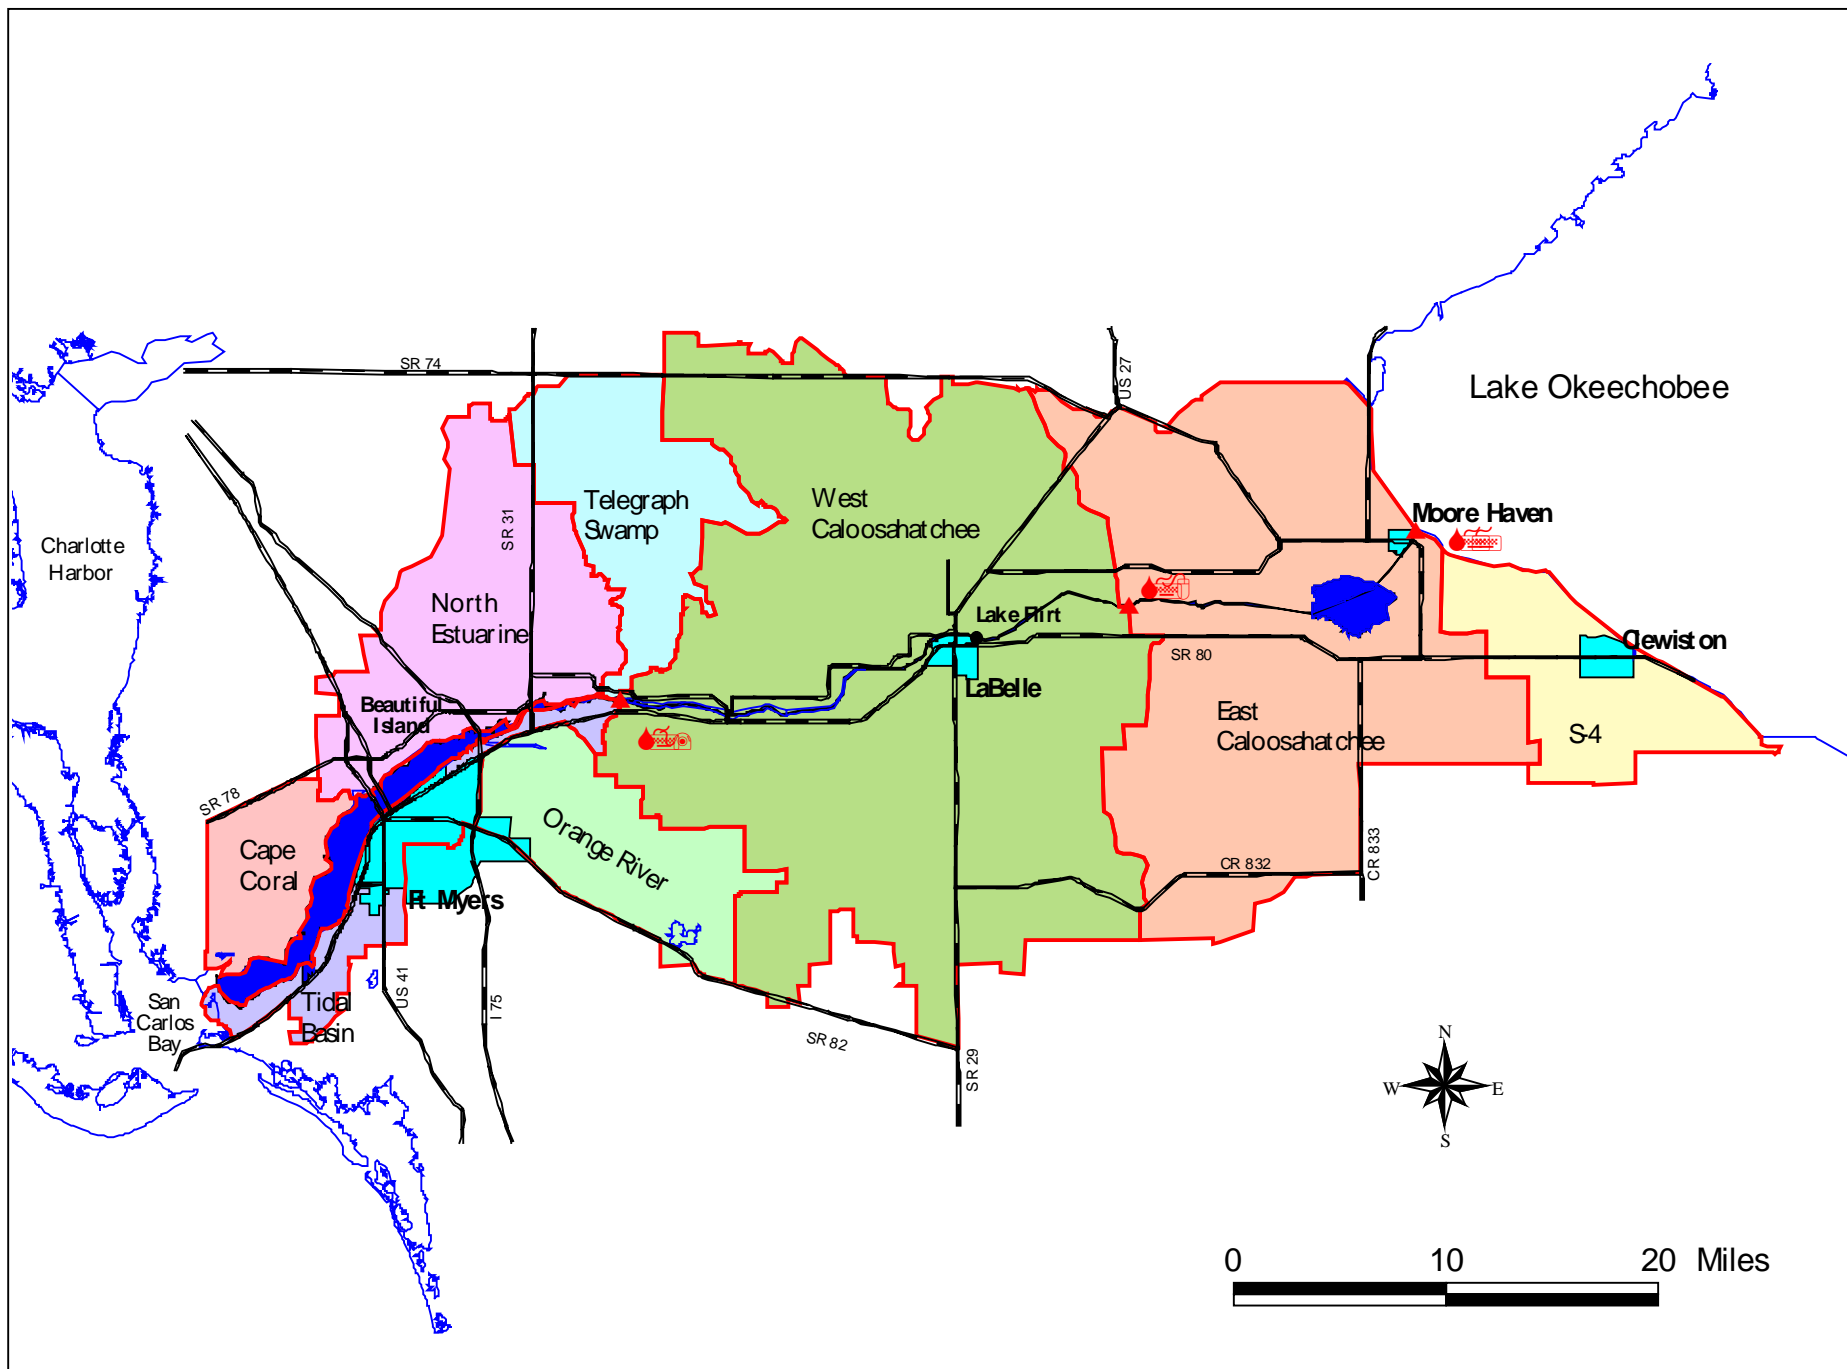 SR 74
US 27
Lake Okeechobee
Telegraph
Swamp
West
Caloosahatchee
SR 31
Moore Haven
Charlotte
Harbor
North
Estuarine
Lake Flirt
SR 80
Clewiston
LaBelle
Beautiful
Island
East
Caloosahatchee
S-4
SR 78
Orange River
Cape
Coral
CR 832
CR 833
Ft Myers
US 41
I 75
San
Carlos
Bay
Tidal
Basin
SR 82
SR 29
N
W
E
S
0 10 20 Miles